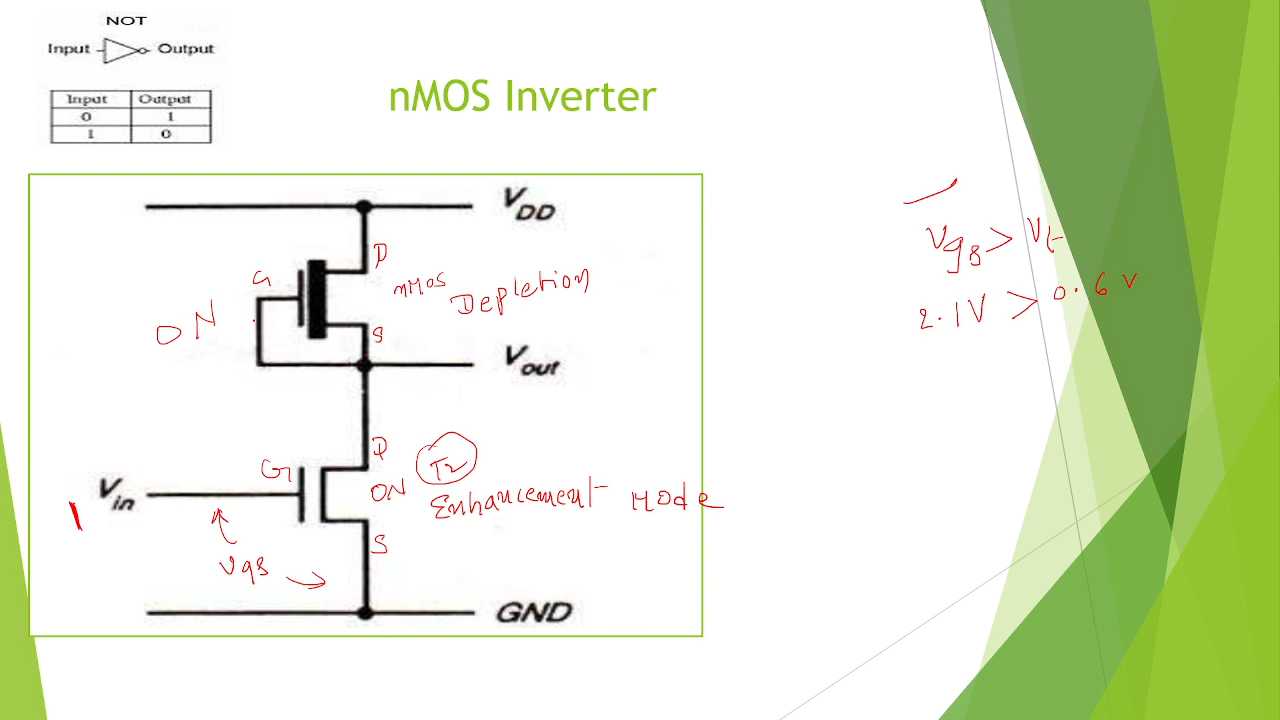 NOT
Input Output
Input Output
0 1
1 0
nMOS Inverter
VDD
D
G
nMOS Depletion
ON
S
Vout
D
T2
G
ON
Enhancement Mode
Vin
1
S
Vgs
GND
Vgs > Vt
2.1V > 0.6 V